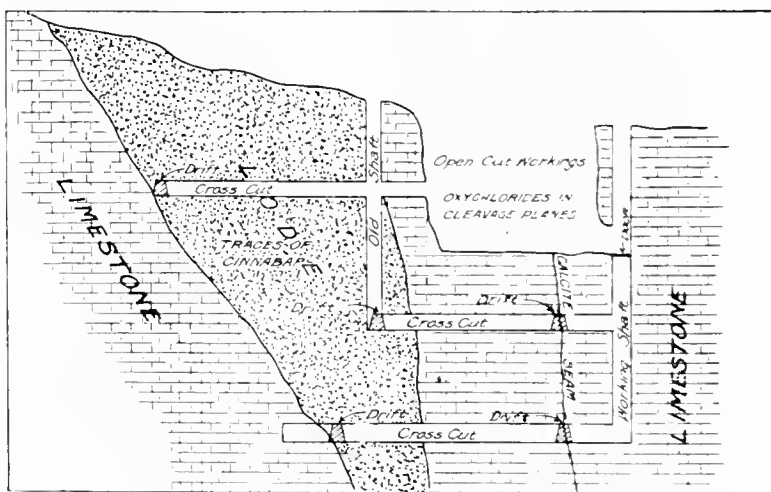 LIMESTONE
Drift
Cross Cut
LODE
TRACES OF
CINNABAR
Shaft
Old
Open Cut Workings
OXYCHLORIDES IN
CLEAVAGE PLANES
CALCITE
SEAM
Drift
Drift
Cross Cut
Drift
Drift
Cross Cut
Working Shaft
LIMESTONE